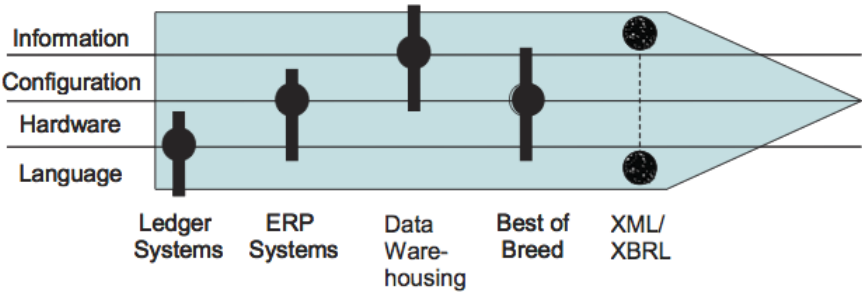 Information
Configuration
Hardware
Language
Ledger
Systems
ERP
Systems
Data
Ware-
housing
Best of
Breed
XML/
XBRL